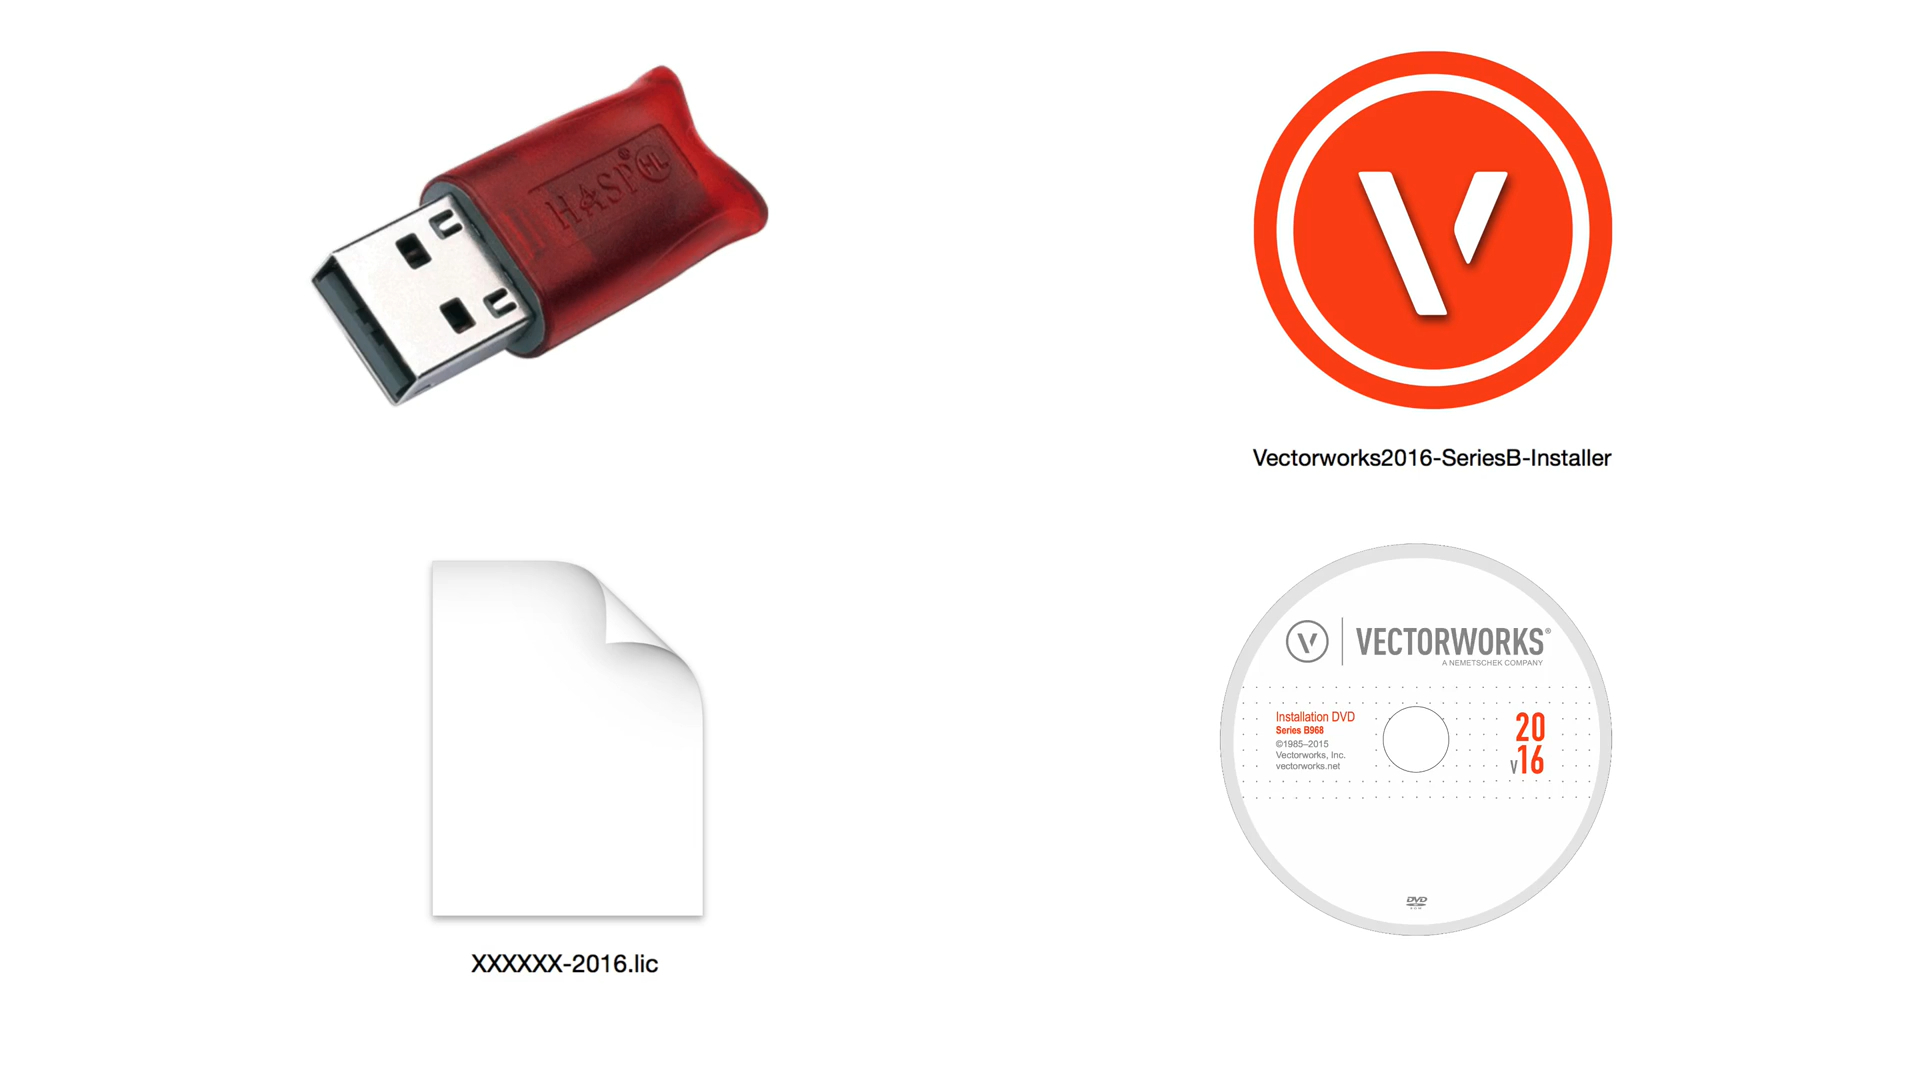 HASP® HL
Vectorworks2016-SeriesB-Installer
XXXXXX-2016.lic
VECTORWORKS®
A NEMETSCHEK COMPANY
Installation DVD
Series B968
©1985–2015
Vectorworks, Inc.
vectorworks.net
20
v16
DVD